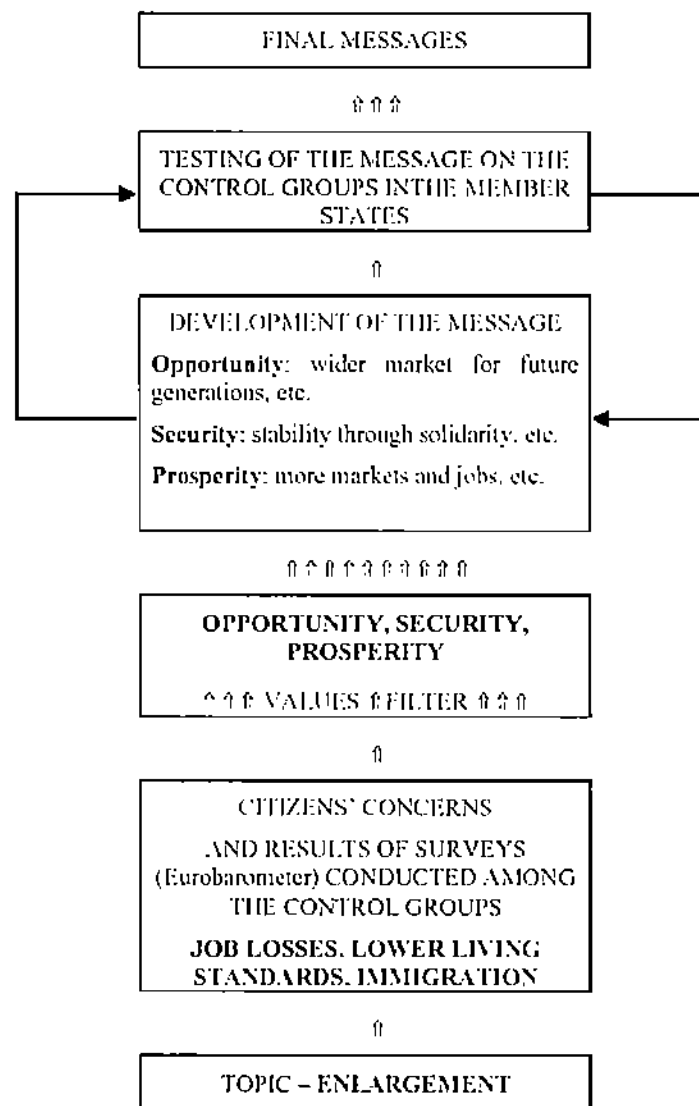 FINAL MESSAGES
⇑ ⇑ ⇑
TESTING OF THE MESSAGE ON THE
CONTROL GROUPS INTHE MEMBER
STATES
⇑
DEVELOPMENT OF THE MESSAGE
Opportunity: wider market for future
generations, etc.
Security: stability through solidarity, etc.
Prosperity: more markets and jobs, etc.
⇑ ⇑ ⇑ ⇑ ⇑ ⇑ ⇑ ⇑ ⇑ ⇑
OPPORTUNITY, SECURITY,
PROSPERITY
⇑ ⇑ ⇑ VALUES ⇑FILTER ⇑ ⇑ ⇑
⇑
CITIZENS' CONCERNS
AND RESULTS OF SURVEYS
(Eurobarometer) CONDUCTED AMONG
THE CONTROL GROUPS
JOB LOSSES, LOWER LIVING
STANDARDS, IMMIGRATION
⇑
TOPIC – ENLARGEMENT